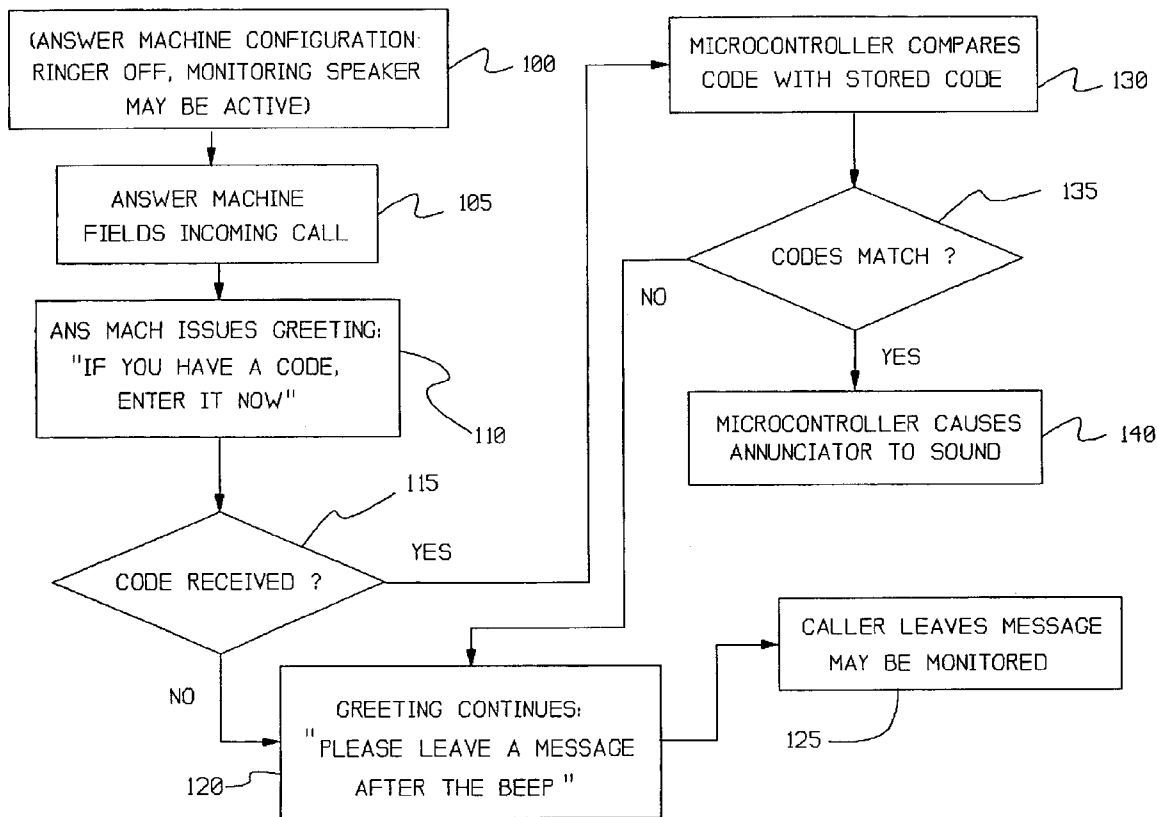 (ANSWER MACHINE CONFIGURATION:
RINGER OFF, MONITORING SPEAKER
MAY BE ACTIVE)
100
ANSWER MACHINE
FIELDS INCOMING CALL
105
ANS MACH ISSUES GREETING:
"IF YOU HAVE A CODE,
ENTER IT NOW"
110
115
CODE RECEIVED ?
YES
NO
GREETING CONTINUES:
"PLEASE LEAVE A MESSAGE
AFTER THE BEEP "
120
CALLER LEAVES MESSAGE
MAY BE MONITORED
125
MICROCONTROLLER COMPARES
CODE WITH STORED CODE
130
135
CODES MATCH ?
NO
YES
MICROCONTROLLER CAUSES
ANNUNCIATOR TO SOUND
140